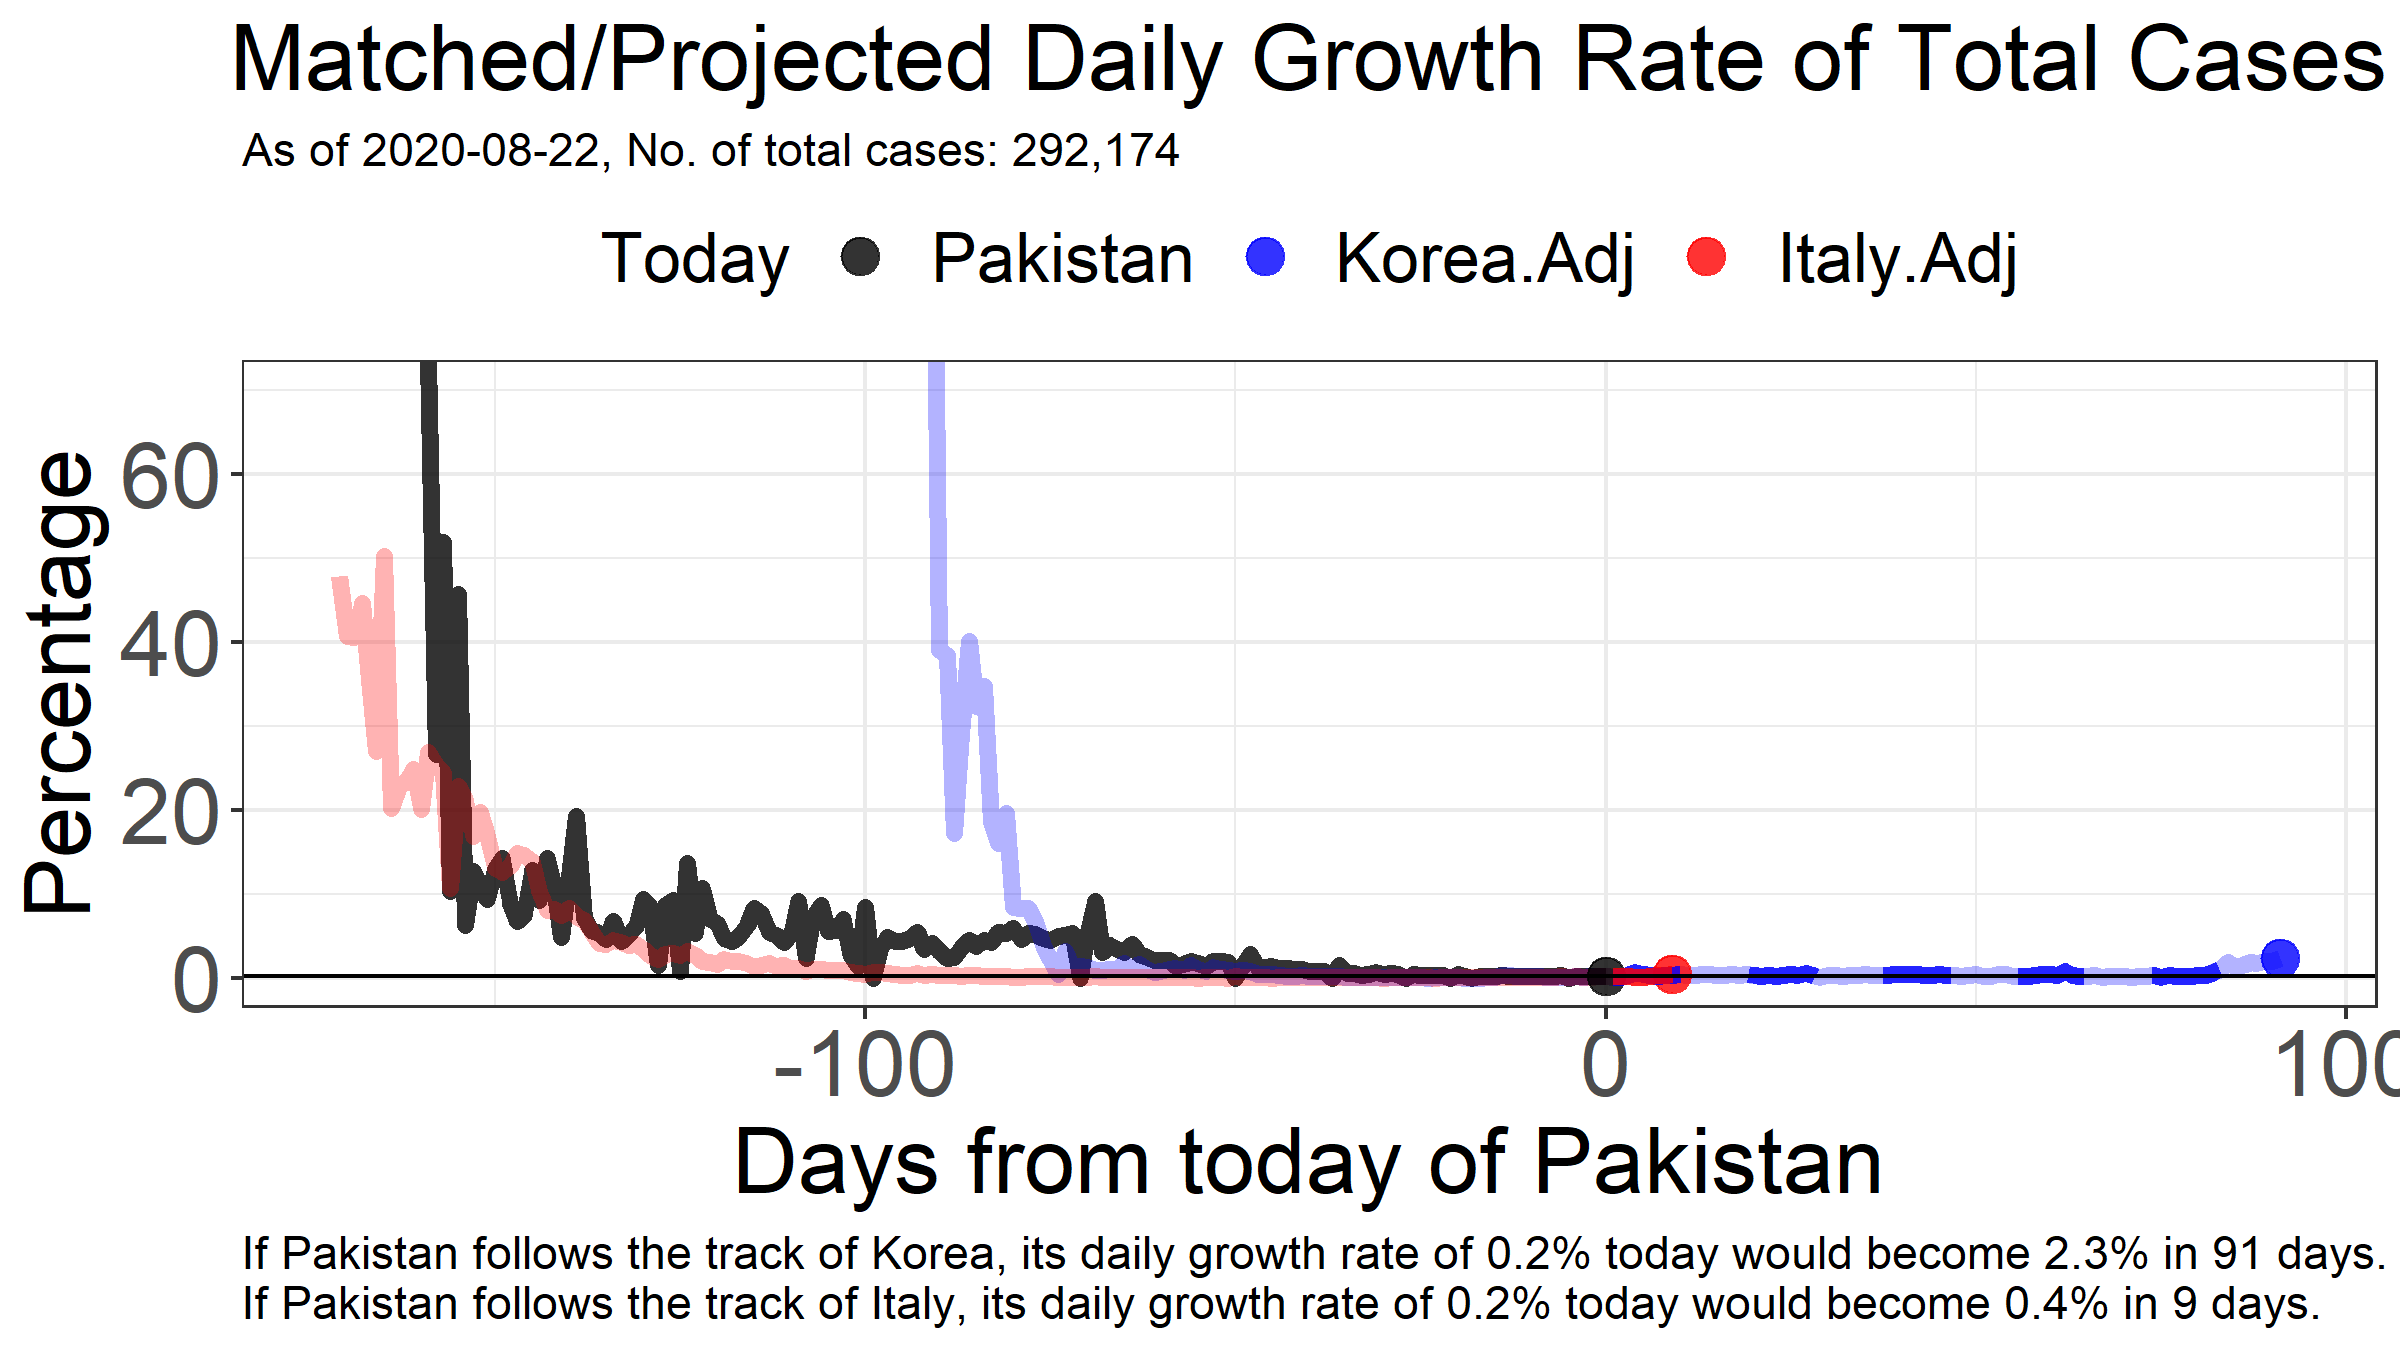 Matched/Projected Daily Growth Rate of Total Cases
As of 2020-08-22, No. of total cases: 292,174
Today Pakistan Korea.Adj Italy.Adj
Percentage
60
40
20
0
-100 0 100
Days from today of Pakistan
If Pakistan follows the track of Korea, its daily growth rate of 0.2% today would become 2.3% in 91 days.
If Pakistan follows the track of Italy, its daily growth rate of 0.2% today would become 0.4% in 9 days.